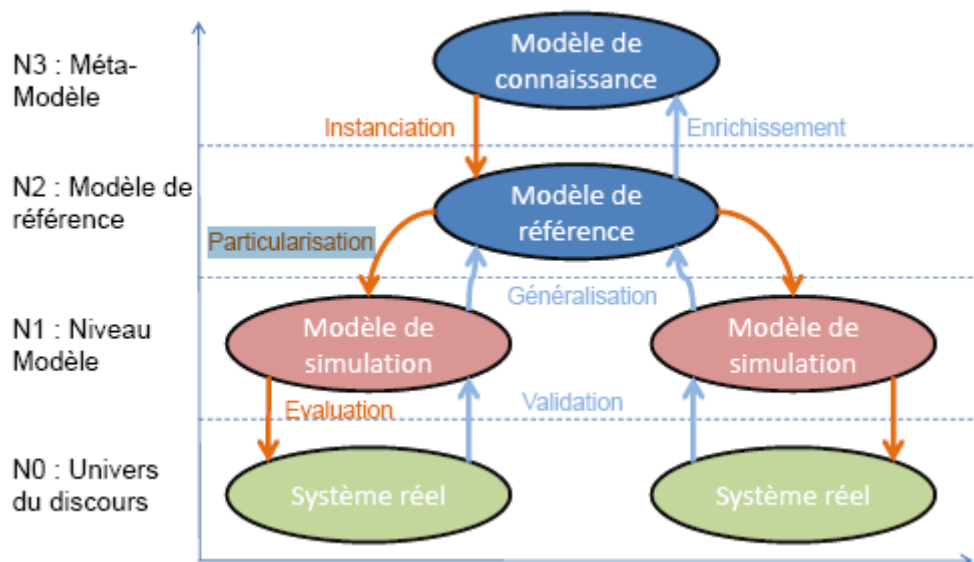 N3 : Méta-
Modèle
Modèle de
connaissance
Instanciation
Enrichissement
N2 : Modèle de
référence
Modèle de
référence
Particularisation
Généralisation
N1 : Niveau
Modèle
Modèle de
simulation
Modèle de
simulation
Evaluation
Validation
N0 : Univers
du discours
Système réel
Système réel